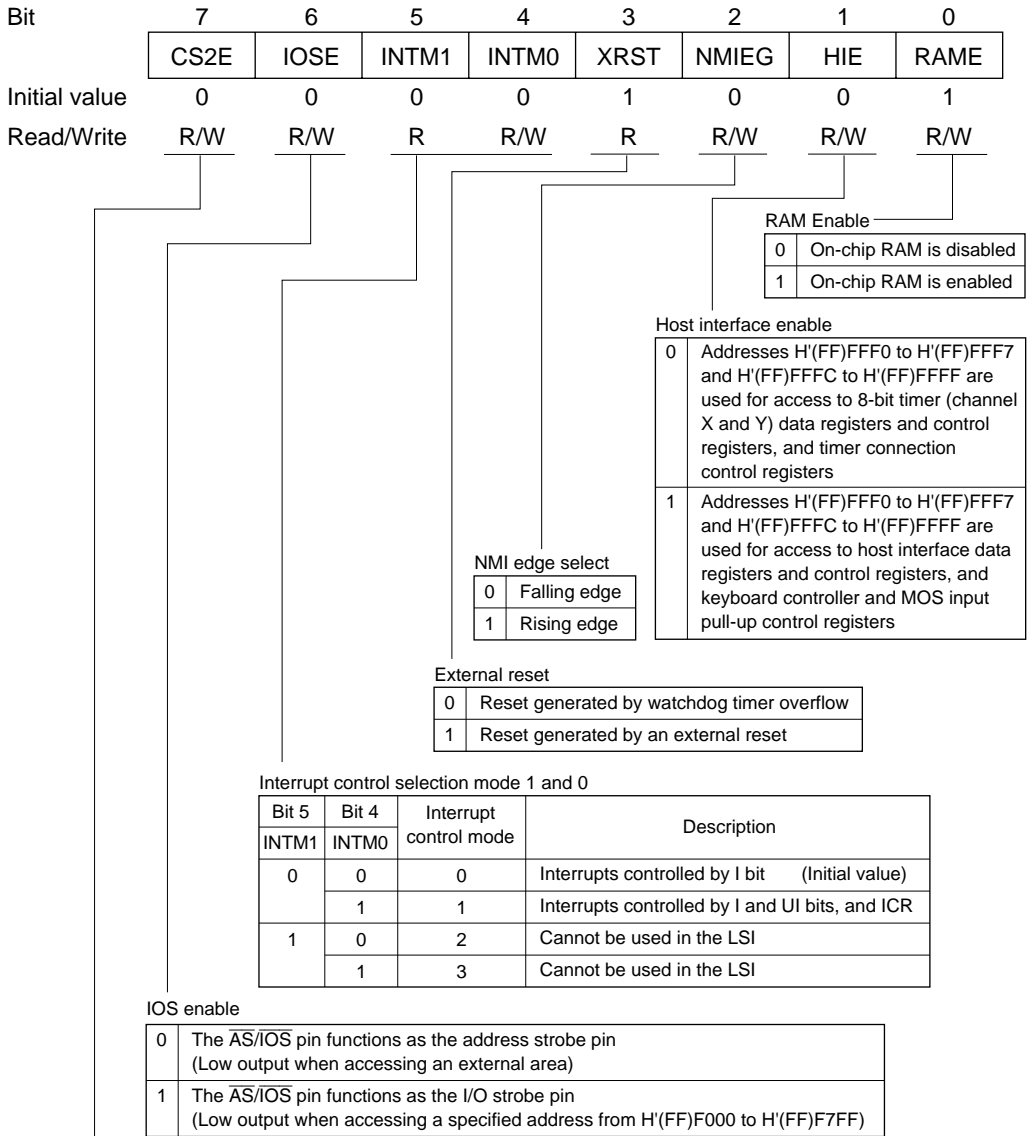 Bit 7 6 5 4 3 2 1 0
CS2E IOSE INTM1 INTM0 XRST NMIEG HIE RAME
Initial value 0 0 0 0 1 0 0 1
Read/Write R/W R/W R R/W R R/W R/W R/W
RAM Enable
0 On-chip RAM is disabled
1 On-chip RAM is enabled
Host interface enable
0 Addresses H'(FF)FFF0 to H'(FF)FFF7
and H'(FF)FFFC to H'(FF)FFFF are
used for access to 8-bit timer (channel
X and Y) data registers and control
registers, and timer connection
control registers
1 Addresses H'(FF)FFF0 to H'(FF)FFF7
and H'(FF)FFFC to H'(FF)FFFF are
used for access to host interface data
registers and control registers, and
keyboard controller and MOS input
pull-up control registers
NMI edge select
0 Falling edge
1 Rising edge
External reset
0 Reset generated by watchdog timer overflow
1 Reset generated by an external reset
Interrupt control selection mode 1 and 0
Bit 5 Bit 4 Interrupt
control mode Description
INTM1 INTM0
0 0 0 Interrupts controlled by I bit (Initial value)
1 1 Interrupts controlled by I and UI bits, and ICR
1 0 2 Cannot be used in the LSI
1 3 Cannot be used in the LSI
IOS enable
0 The A̅S̅/I̅O̅S̅ pin functions as the address strobe pin
(Low output when accessing an external area)
1 The A̅S̅/I̅O̅S̅ pin functions as the I/O strobe pin
(Low output when accessing a specified address from H'(FF)F000 to H'(FF)F7FF)